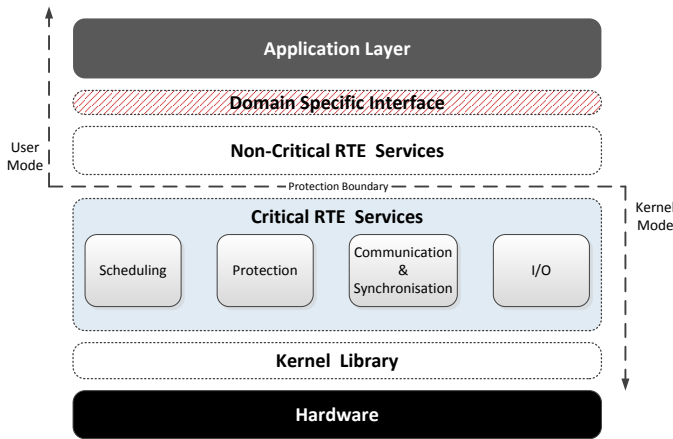 Application Layer
Domain Specific Interface
User
Mode
Non-Critical RTE Services
Protection Boundary
Kernel
Mode
Critical RTE Services
Scheduling
Protection
Communication
&
Synchronisation
I/O
Kernel Library
Hardware